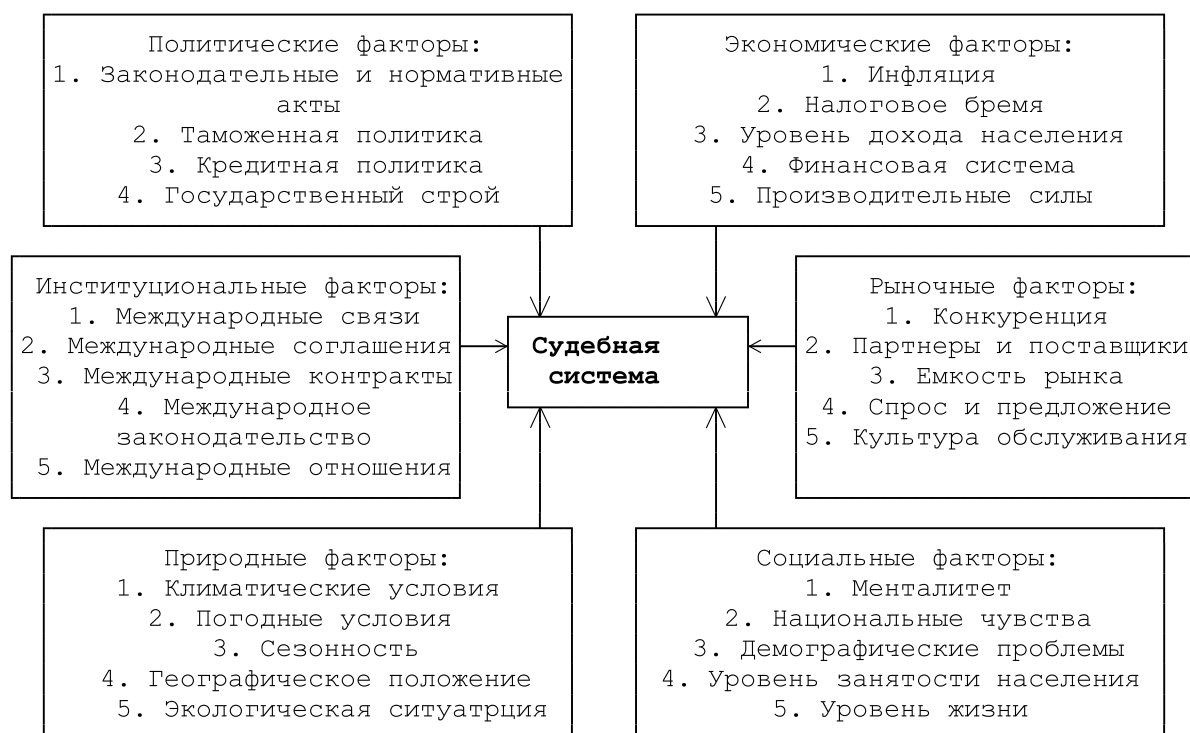 Политические факторы:
1. Законодательные и нормативные
акты
2. Таможенная политика
3. Кредитная политика
4. Государственный строй
Экономические факторы:
1. Инфляция
2. Налоговое бремя
3. Уровень дохода населения
4. Финансовая система
5. Производительные силы
Институциональные факторы:
1. Международные связи
2. Международные соглашения
3. Международные контракты
4. Международное
законодательство
5. Международные отношения
Судебная
система
Рыночные факторы:
1. Конкуренция
2. Партнеры и поставщики
3. Емкость рынка
4. Спрос и предложение
5. Культура обслуживания
Природные факторы:
1. Климатические условия
2. Погодные условия
3. Сезонность
4. Географическое положение
5. Экологическая ситуатрция
Социальные факторы:
1. Менталитет
2. Национальные чувства
3. Демографические проблемы
4. Уровень занятости населения
5. Уровень жизни